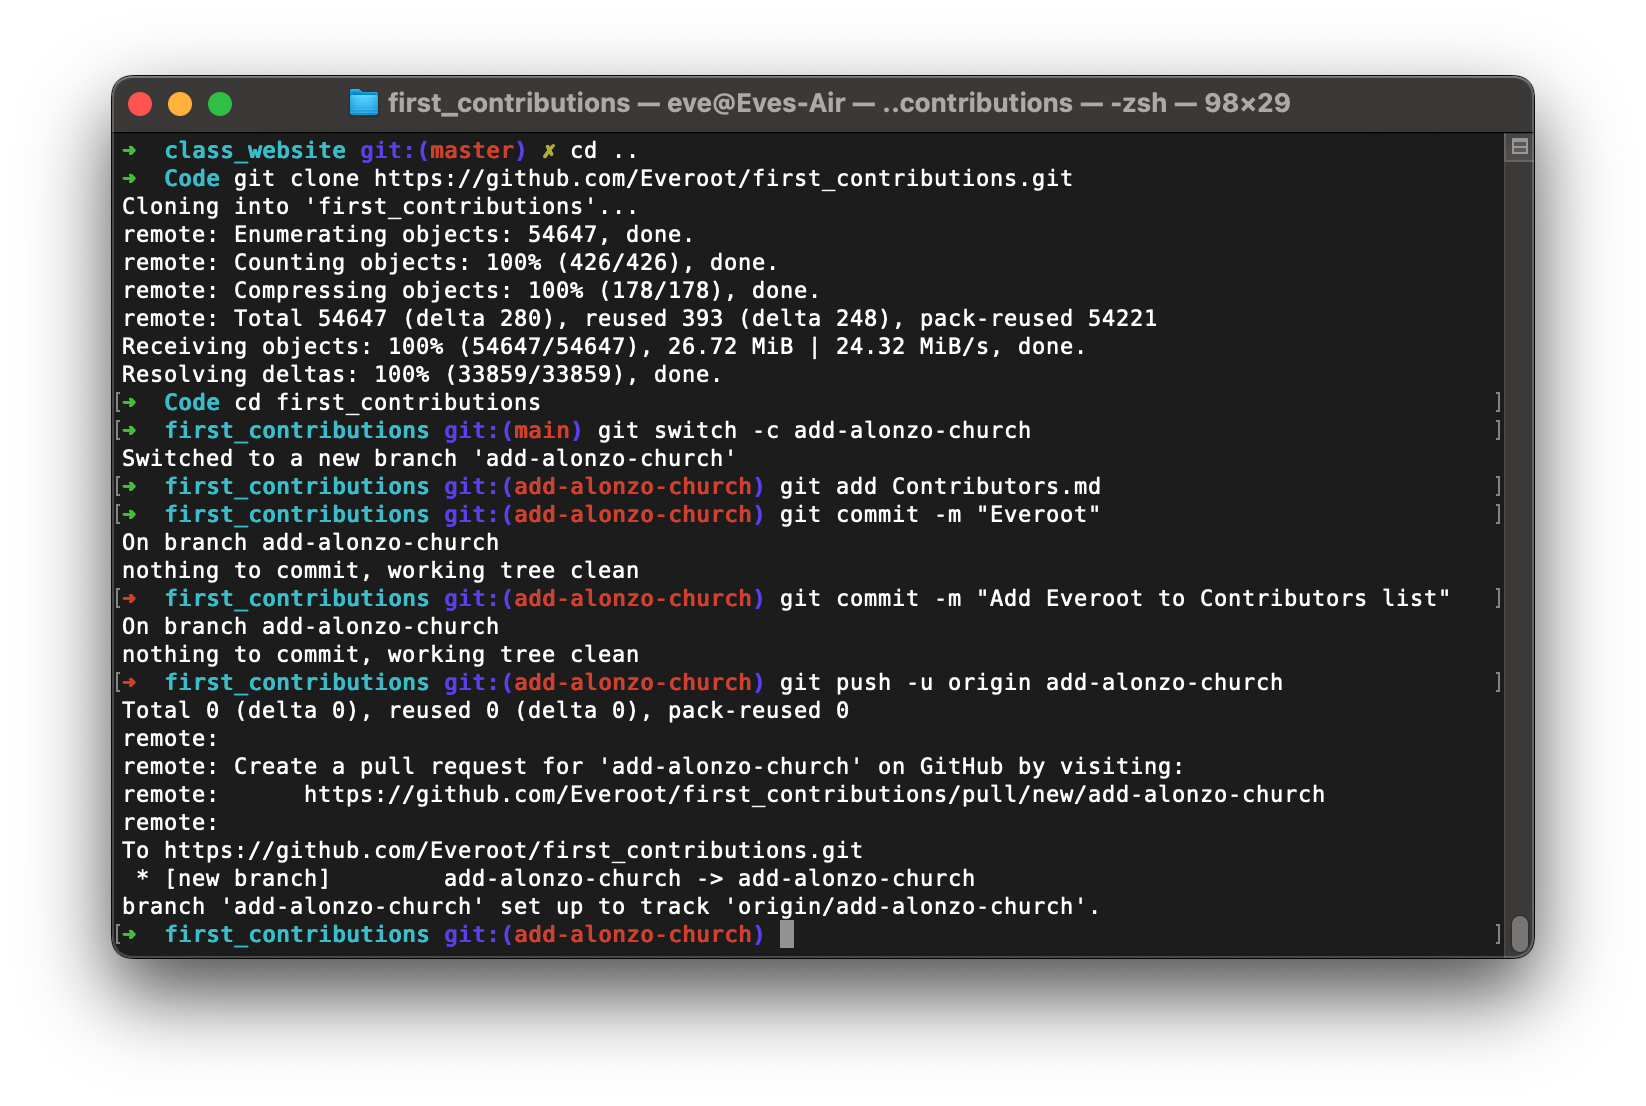 first_contributions — eve@Eves-Air — ..contributions — -zsh — 98×29
➜  class_website git:(master) ✗ cd ..
➜  Code git clone https://github.com/Everoot/first_contributions.git
Cloning into 'first_contributions'...
remote: Enumerating objects: 54647, done.
remote: Counting objects: 100% (426/426), done.
remote: Compressing objects: 100% (178/178), done.
remote: Total 54647 (delta 280), reused 393 (delta 248), pack-reused 54221
Receiving objects: 100% (54647/54647), 26.72 MiB | 24.32 MiB/s, done.
Resolving deltas: 100% (33859/33859), done.
[➜  Code cd first_contributions ]
[➜  first_contributions git:(main) git switch -c add-alonzo-church ]
Switched to a new branch 'add-alonzo-church'
[➜  first_contributions git:(add-alonzo-church) git add Contributors.md ]
[➜  first_contributions git:(add-alonzo-church) git commit -m "Everoot" ]
On branch add-alonzo-church
nothing to commit, working tree clean
[➜  first_contributions git:(add-alonzo-church) git commit -m "Add Everoot to Contributors list" ]
On branch add-alonzo-church
nothing to commit, working tree clean
[➜  first_contributions git:(add-alonzo-church) git push -u origin add-alonzo-church ]
Total 0 (delta 0), reused 0 (delta 0), pack-reused 0
remote:
remote: Create a pull request for 'add-alonzo-church' on GitHub by visiting:
remote:      https://github.com/Everoot/first_contributions/pull/new/add-alonzo-church
remote:
To https://github.com/Everoot/first_contributions.git
 * [new branch]        add-alonzo-church -> add-alonzo-church
branch 'add-alonzo-church' set up to track 'origin/add-alonzo-church'.
[➜  first_contributions git:(add-alonzo-church) ]